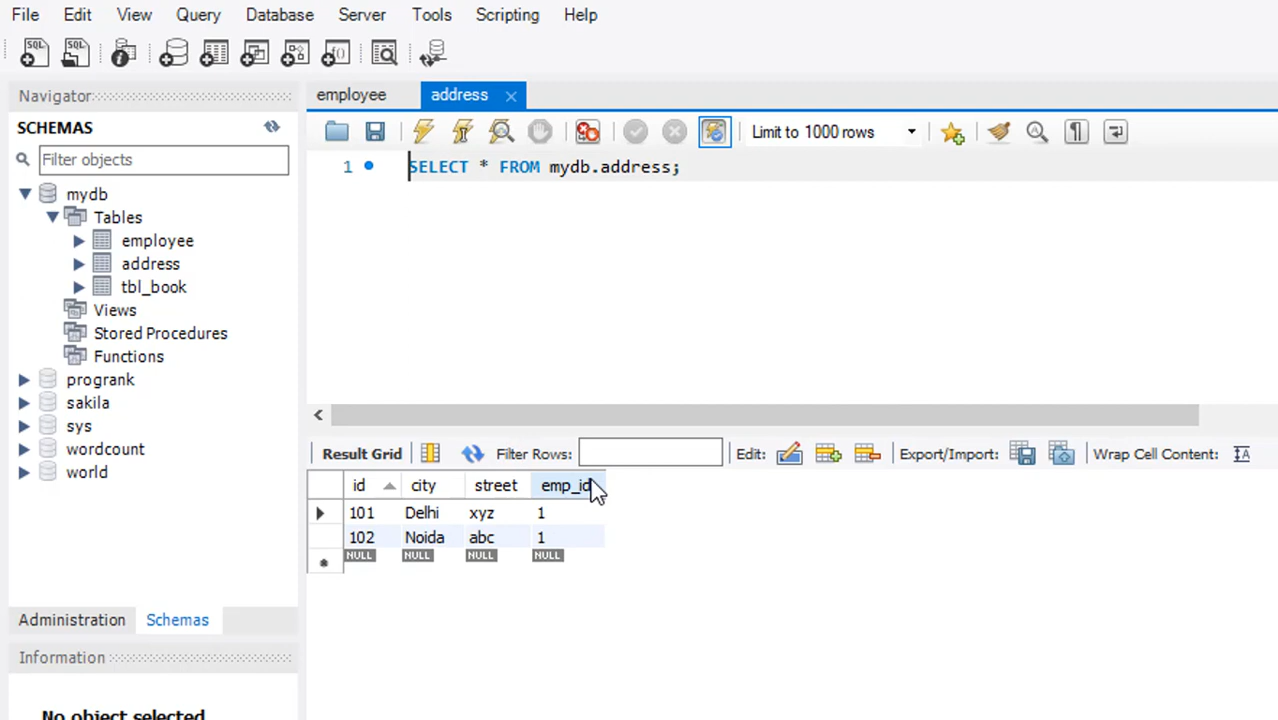 File Edit View Query Database Server Tools Scripting Help
SQL SQL
Navigator
SCHEMAS
Filter objects
mydb
Tables
employee
address
tbl_book
Views
Stored Procedures
Functions
progrank
sakila
sys
wordcount
world
Administration Schemas
Information
No object selected
employee address
Limit to 1000 rows
1 SELECT * FROM mydb.address;
Result Grid Filter Rows: Edit: Export/Import: Wrap Cell Content:
id city street emp_id
101 Delhi xyz 1
102 Noida abc 1
NULL NULL NULL NULL